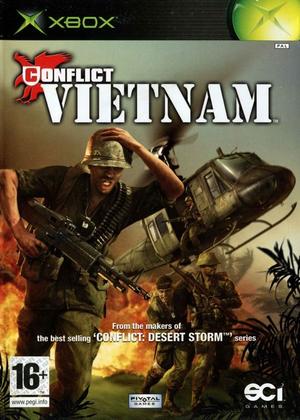 XBOX
PAL
CONFLICT
VIETNAM™
From the makers of
the best selling 'CONFLICT: DESERT STORM™' series
16+
www.pegi.info
PIVOTAL
GAMES
SCi
GAMES